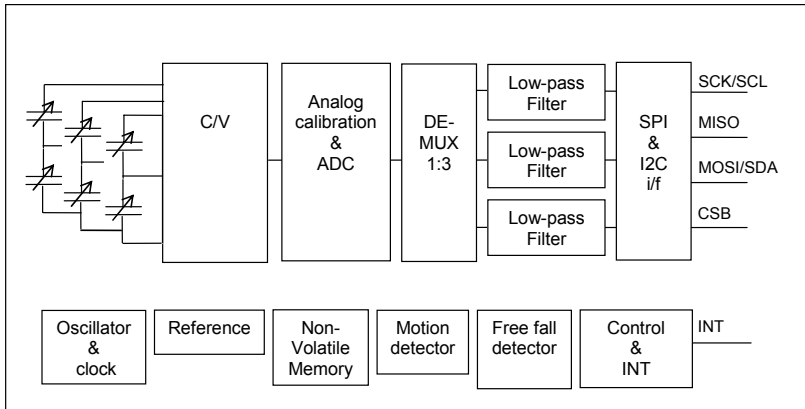 C/V
Analog
calibration
&
ADC
DE-
MUX
1:3
Low-pass
Filter
Low-pass
Filter
Low-pass
Filter
SPI
&
I2C
i/f
SCK/SCL
MISO
MOSI/SDA
CSB
Oscillator
&
clock
Reference
Non-
Volatile
Memory
Motion
detector
Free fall
detector
Control
&
INT
INT